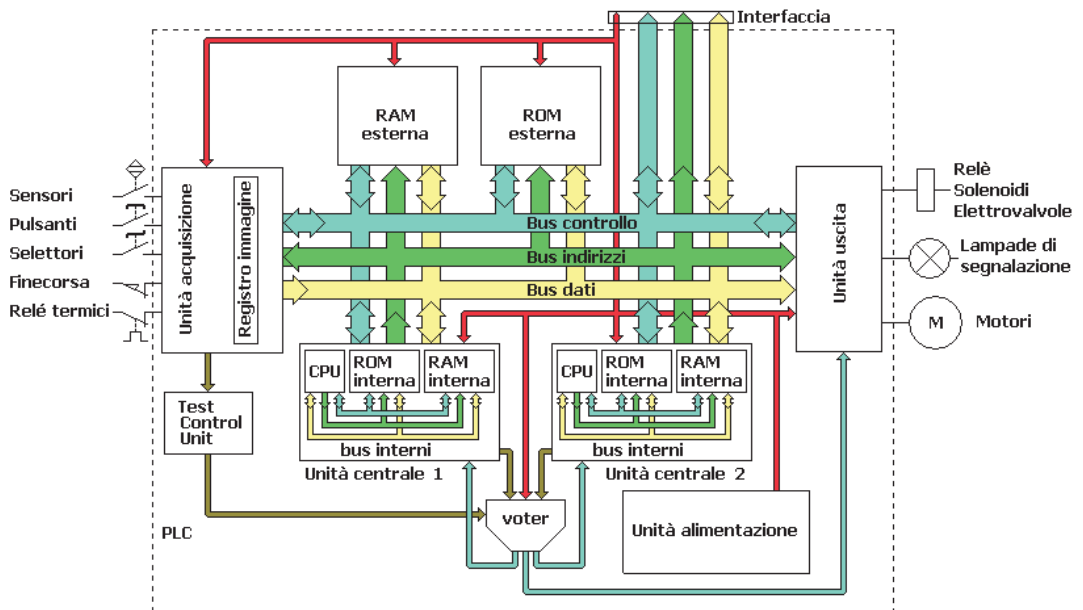 Interfaccia
RAM
esterna
ROM
esterna
Sensori
Pulsanti
Selettori
Finecorsa
Relé termici
Unità acquisizione
Registro immagine
Bus controllo
Bus indirizzi
Bus dati
Unità uscita
Relè
Solenoidi
Elettrovalvole
Lampade di
segnalazione
M
Motori
CPU
ROM
interna
RAM
interna
bus interni
Unità centrale 1
CPU
ROM
interna
RAM
interna
bus interni
Unità centrale 2
Test
Control
Unit
voter
Unità alimentazione
PLC